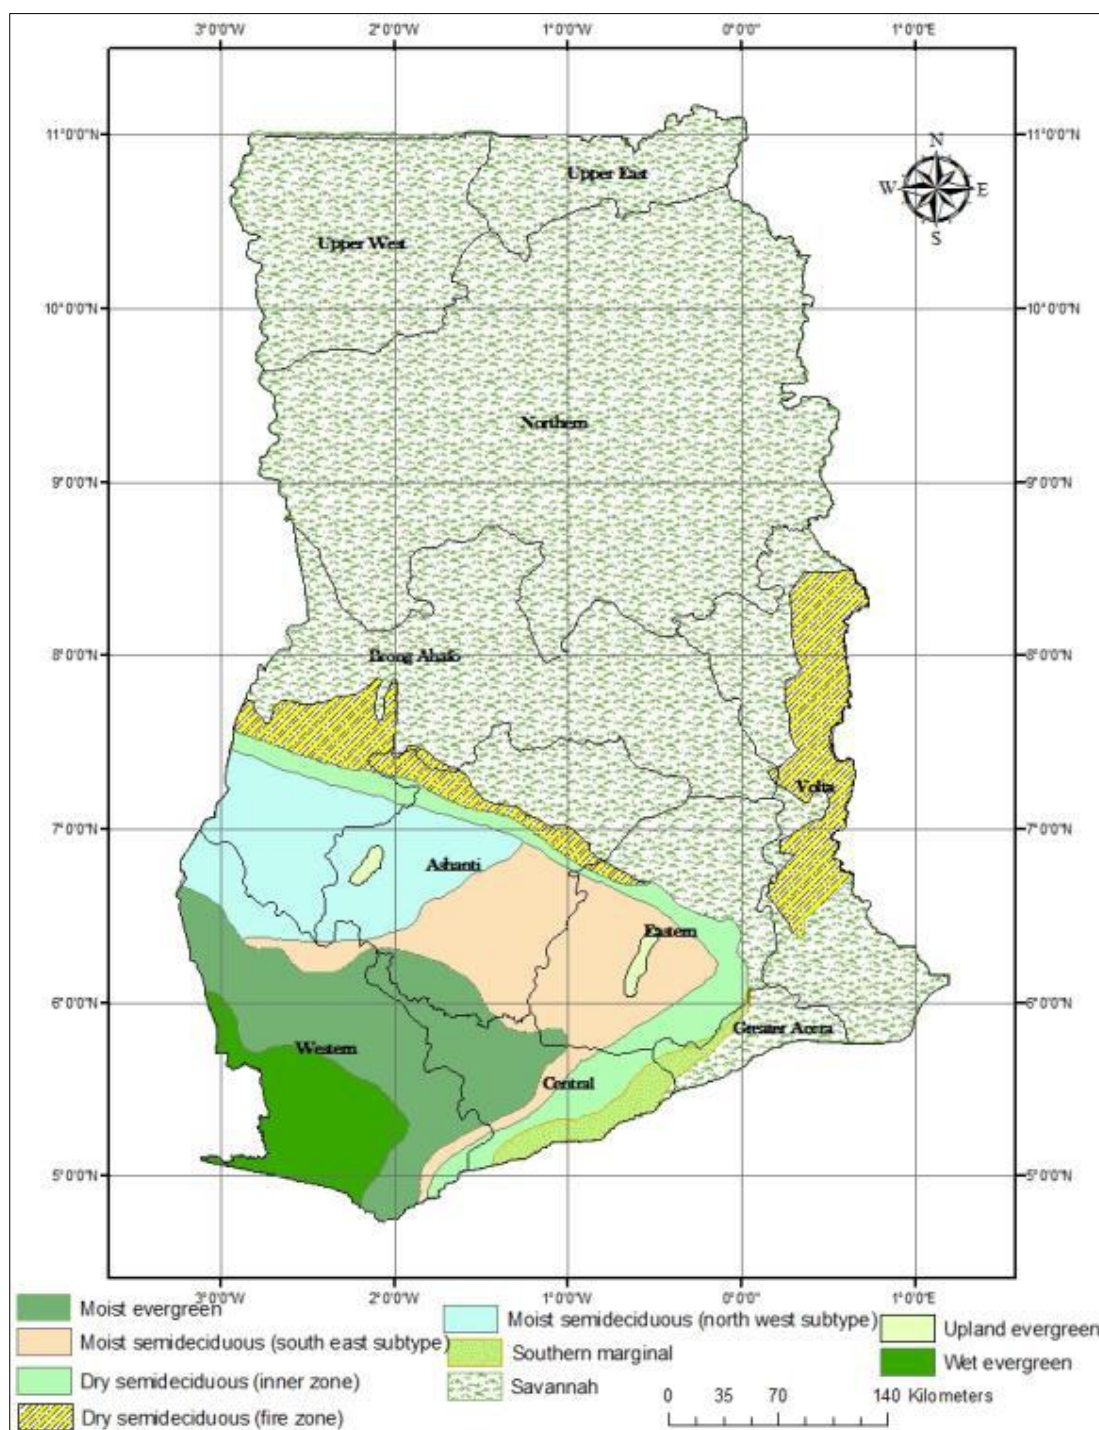 3°0'0"W 2°0'0"W 1°0'0"W 0°0'0" 1°0'0"E
11°0'0"N 11°0'0"N
N
W E
S
Upper East
Upper West
10°0'0"N 10°0'0"N
Northern
9°0'0"N 9°0'0"N
8°0'0"N Brong Ahafo 8°0'0"N
Volta
7°0'0"N 7°0'0"N
Ashanti
Eastern
6°0'0"N 6°0'0"N
Greater Accra
Western
Central
5°0'0"N 5°0'0"N
3°0'0"W 2°0'0"W 1°0'0"W 0°0'0" 1°0'0"E
Moist evergreen
Moist semideciduous (south east subtype)
Dry semideciduous (inner zone)
Dry semideciduous (fire zone)
Moist semideciduous (north west subtype)
Southern marginal
Savannah
Upland evergreen
Wet evergreen
0 35 70 140 Kilometers